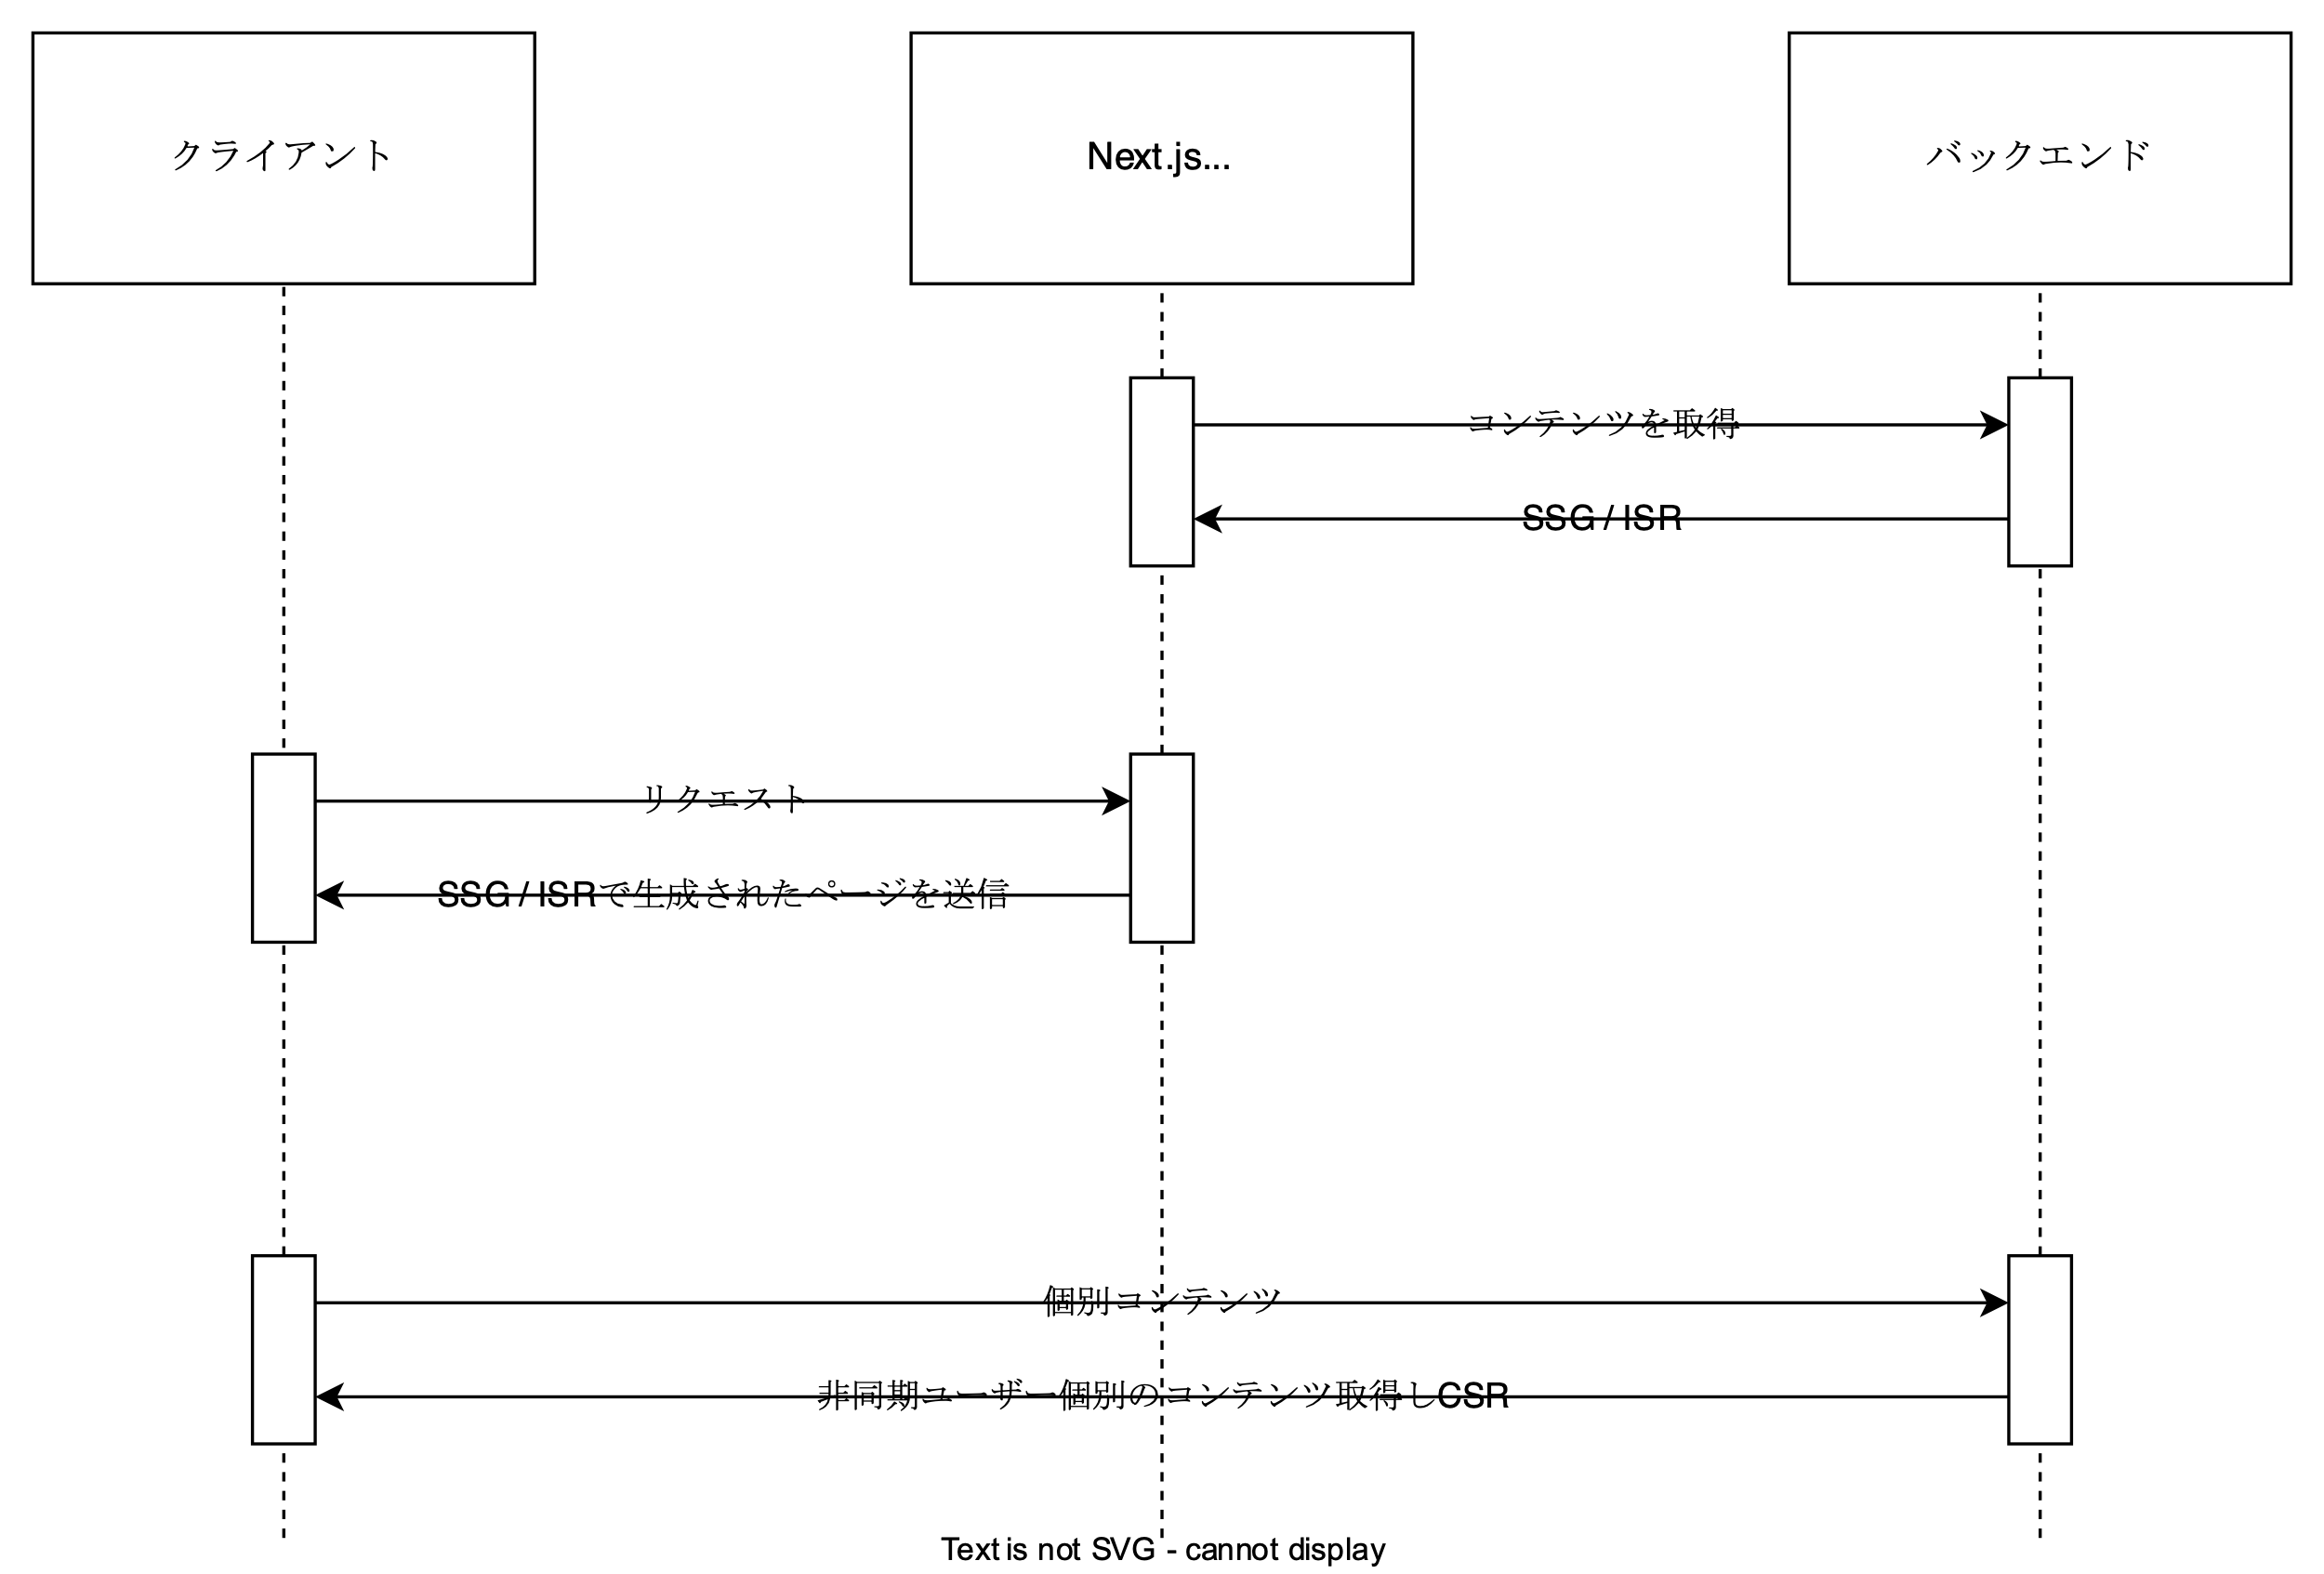 クライアント
Next.js...
バックエンド
コンテンツを取得
SSG / ISR
リクエスト
SSG / ISRで生成されたページを送信
個別コンテンツ
非同期ユーザー個別のコンテンツ取得しCSR
Text is not SVG - cannot display